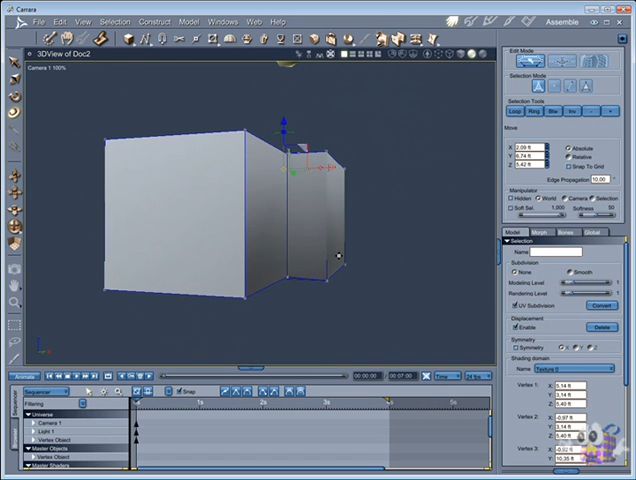 Carrara
File Edit View Selection Construct Model Animation Windows Web Help
Assemble
3DView of Doc2
Camera 1 100%
Edit Mode
Selection Mode
Selection Tools
Loop Ring Btw Inv + -
Move
X 2,09 ft Absolute
Y 6,74 ft Relative
Z 5,42 ft Snap To Grid
Edge Propagation 10,00 °
Manipulator
Hidden World Camera Selection
Soft Sel. 1,000 Softness 50
Model Morph Bones Global
Selection
Name
Subdivision
None Smooth
Modeling Level 1
Rendering Level 1
UV Subdivision Convert
Displacement
Enable Delete
Symmetry
Symmetry X Y Z
Shading domain
Name Texture 0
Vertex 1: X: 5,14 ft
Y: 3,14 ft
Z: 5,40 ft
Vertex 2: X: -0,97 ft
Y: 3,14 ft
Z: 5,40 ft
Vertex 3: X: -0,92 ft
Y: 10,35 ft
Animate 00:00:00 / 00:07:00 Time 24 fps
Sequencer Snap
Filtering 1s 2s 3s 4s 5s
Universe
Camera 1
Light 1
Vertex Object
Master Objects
Vertex Object
Master Shaders
Sequencer